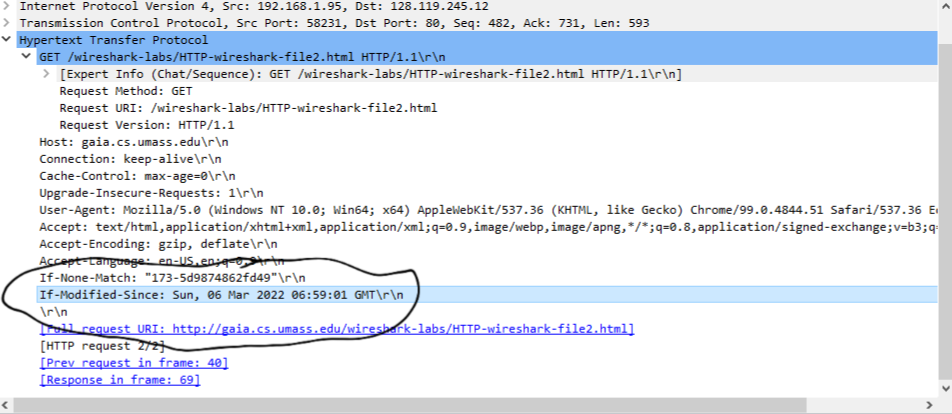 Internet Protocol Version 4, Src: 192.168.1.95, Dst: 128.119.245.12
Transmission Control Protocol, Src Port: 58231, Dst Port: 80, Seq: 482, Ack: 731, Len: 593
Hypertext Transfer Protocol
GET /wireshark-labs/HTTP-wireshark-file2.html HTTP/1.1\r\n
[Expert Info (Chat/Sequence): GET /wireshark-labs/HTTP-wireshark-file2.html HTTP/1.1\r\n]
Request Method: GET
Request URI: /wireshark-labs/HTTP-wireshark-file2.html
Request Version: HTTP/1.1
Host: gaia.cs.umass.edu\r\n
Connection: keep-alive\r\n
Cache-Control: max-age=0\r\n
Upgrade-Insecure-Requests: 1\r\n
User-Agent: Mozilla/5.0 (Windows NT 10.0; Win64; x64) AppleWebKit/537.36 (KHTML, like Gecko) Chrome/99.0.4844.51 Safari/537.36 E
Accept: text/html,application/xhtml+xml,application/xml;q=0.9,image/webp,image/apng,*/*;q=0.8,application/signed-exchange;v=b3;q=
Accept-Encoding: gzip, deflate\r\n
Accept-Language: en-US,en;q=0.9\r\n
If-None-Match: "173-5d9874862fd49"\r\n
If-Modified-Since: Sun, 06 Mar 2022 06:59:01 GMT\r\n
\r\n
[Full request URI: http://gaia.cs.umass.edu/wireshark-labs/HTTP-wireshark-file2.html]
[HTTP request 2/2]
[Prev request in frame: 40]
[Response in frame: 69]